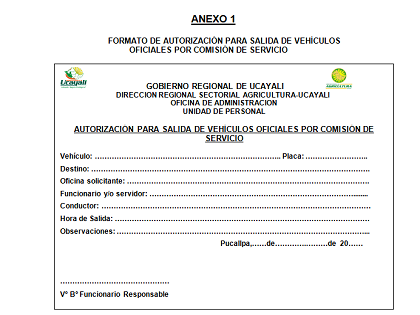 ANEXO 1
FORMATO DE AUTORIZACIÓN PARA SALIDA DE VEHÍCULOS
OFICIALES POR COMISIÓN DE SERVICIO
Ucayali
GOBIERNO REGIONAL DE UCAYALI
DIRECCION REGIONAL SECTORIAL AGRICULTURA-UCAYALI
OFICINA DE ADMINISTRACION
UNIDAD DE PERSONAL
AUTORIZACION PARA SALIDA DE VEHÍCULOS OFICIALES POR COMISIÓN DE
SERVICIO
Vehículo: ……………………………………………………….. Placa: ……………………..
Destino: ……………………………………………………………………………………
Oficina solicitante: …………………………………………………………………………
Funcionario y/o servidor: ……………………………………………………………………
Conductor: …………………………………………………………………………………
Hora de Salida: ……………………………………………………………………………
Observaciones: ……………………………………………………………………………
Pucallpa,……de…………..………de 20……
……………………………………
Vº Bº Funcionario Responsable